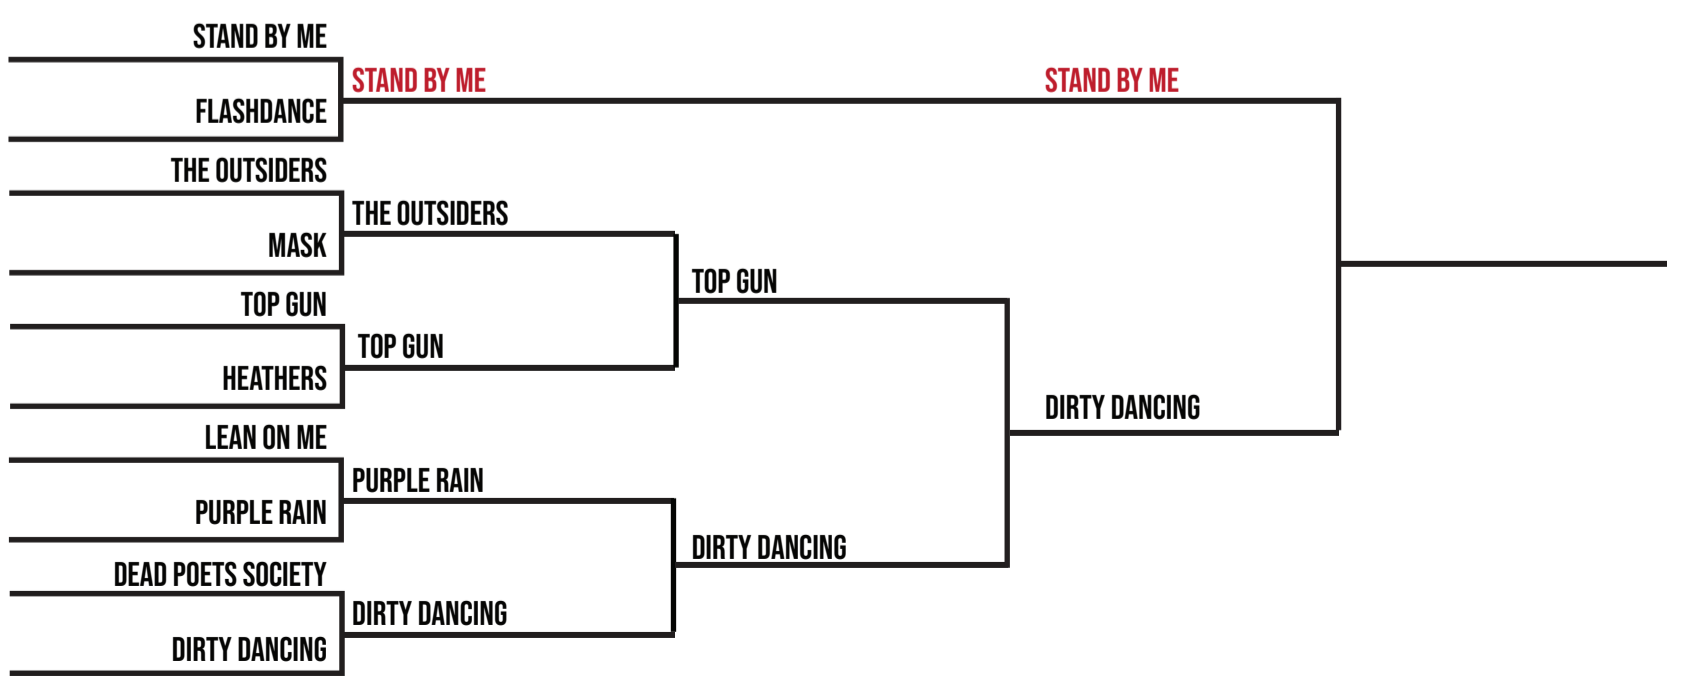 STAND BY ME
FLASHDANCE
THE OUTSIDERS
MASK
TOP GUN
HEATHERS
LEAN ON ME
PURPLE RAIN
DEAD POETS SOCIETY
DIRTY DANCING
STAND BY ME
THE OUTSIDERS
TOP GUN
PURPLE RAIN
DIRTY DANCING
TOP GUN
DIRTY DANCING
STAND BY ME
DIRTY DANCING